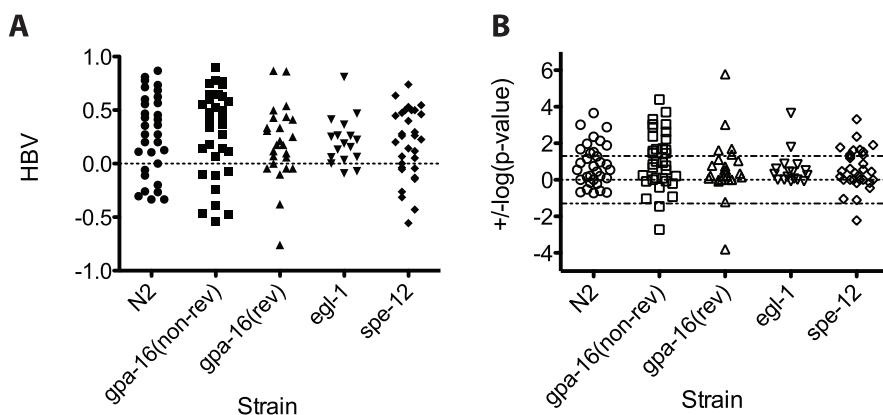 A
HBV
1.0
0.5
0.0
-0.5
-1.0
N2
gpa-16(non-rev)
gpa-16(rev)
egl-1
spe-12
Strain
B
+/-log(p-value)
6
4
2
0
-2
-4
N2
gpa-16(non-rev)
gpa-16(rev)
egl-1
spe-12
Strain